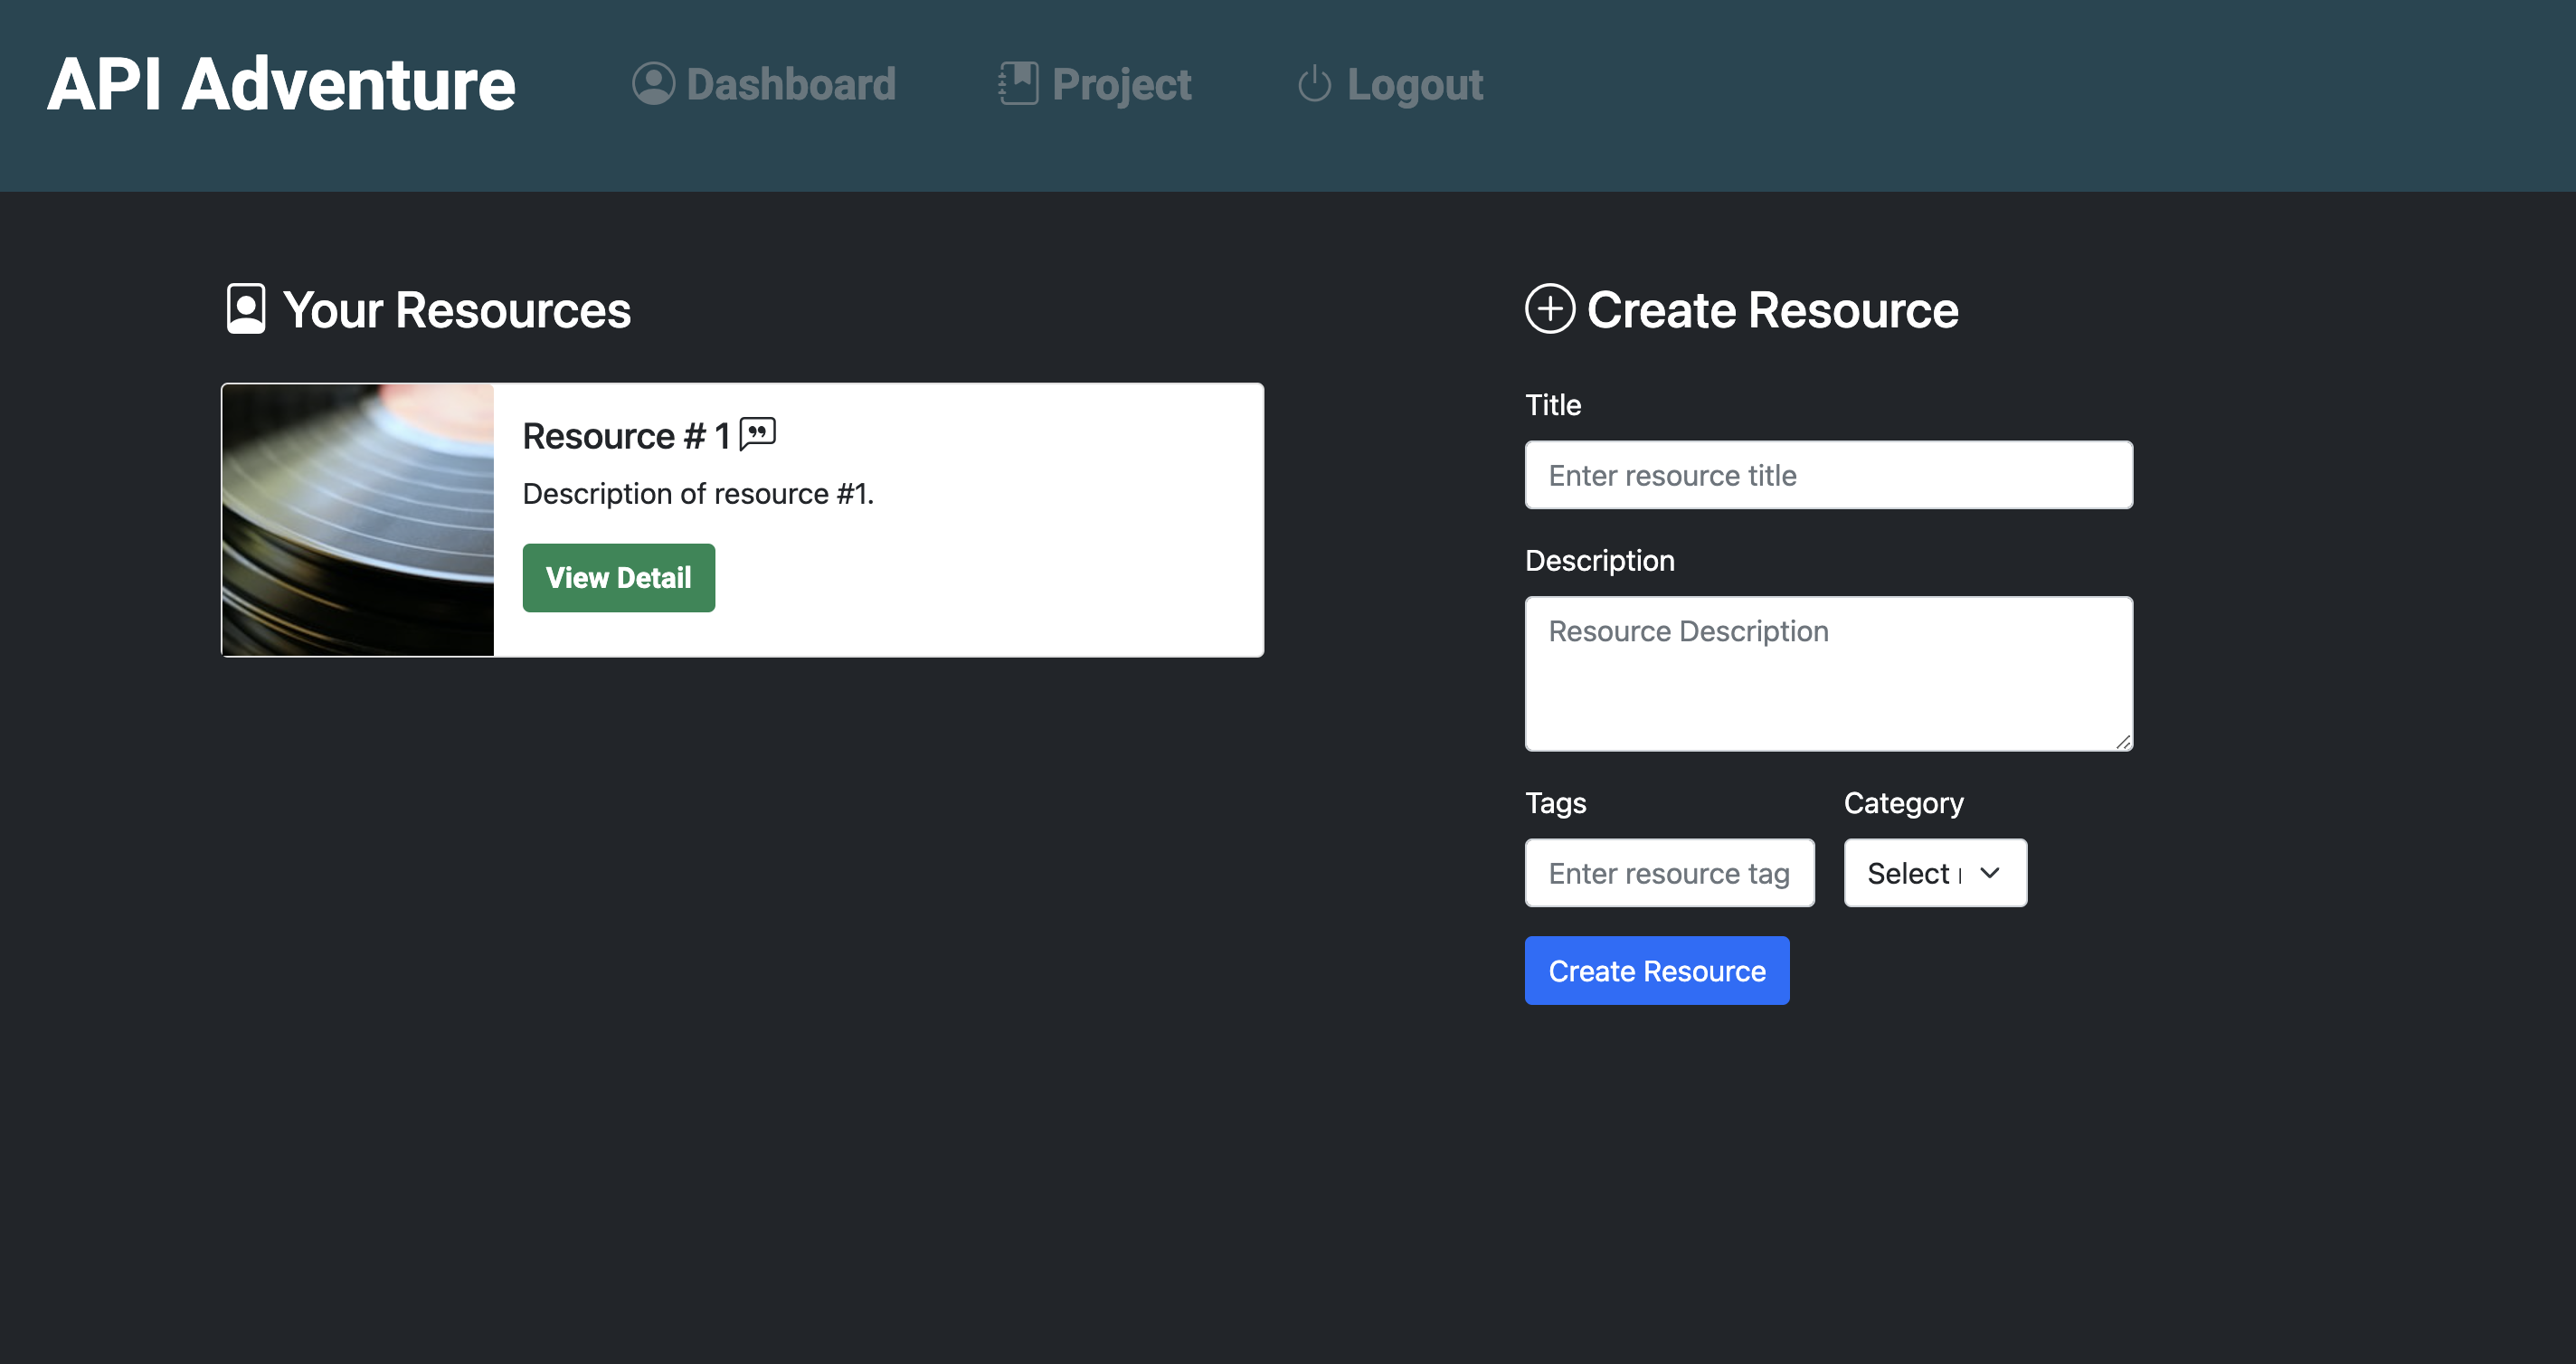 API Adventure
Dashboard
Project
Logout
Your Resources
Resource # 1
Description of resource #1.
View Detail
Create Resource
Title
Enter resource title
Description
Resource Description
Tags
Category
Enter resource tag
Select
Create Resource